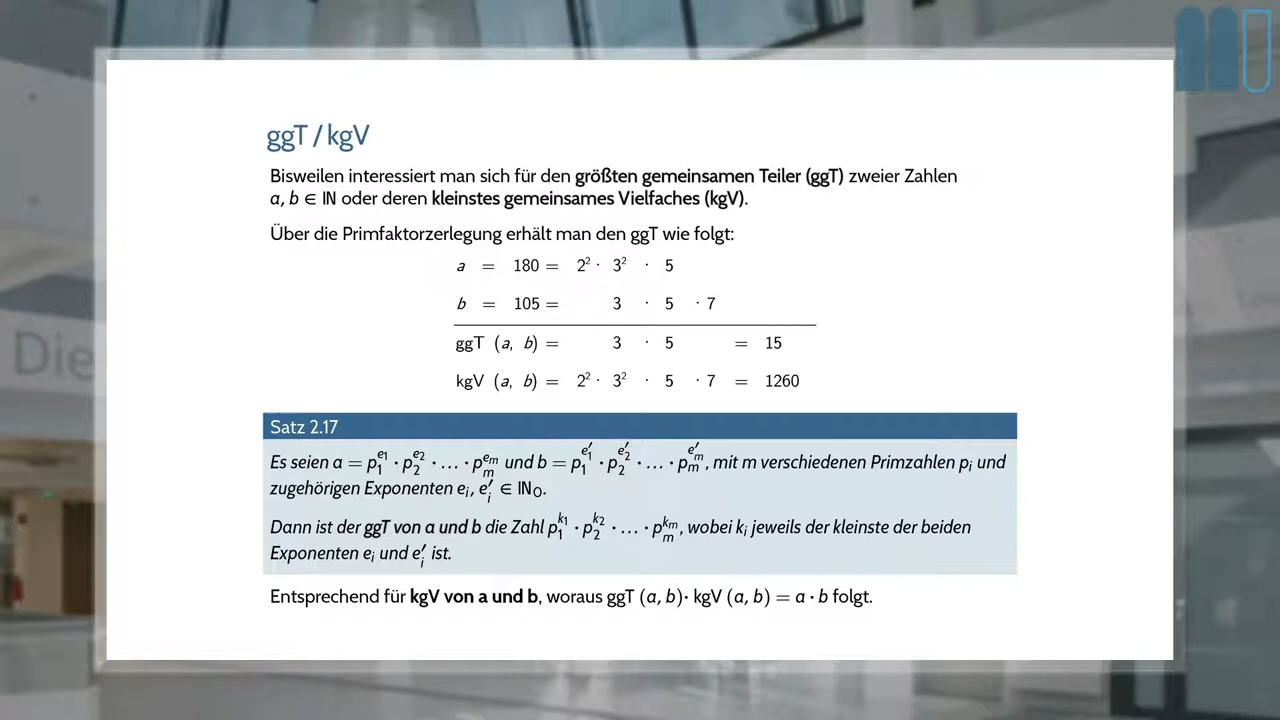 ggT / kgV
Bisweilen interessiert man sich für den größten gemeinsamen Teiler (ggT) zweier Zahlen
a, b ∈ ℕ oder deren kleinstes gemeinsames Vielfaches (kgV).
Über die Primfaktorzerlegung erhält man den ggT wie folgt:
a = 180 = 2² · 3² · 5
b = 105 = 3 · 5 · 7
ggT (a, b) = 3 · 5 = 15
kgV (a, b) = 2² · 3² · 5 · 7 = 1260
Satz 2.17
Es seien a = p₁^{e₁} · p₂^{e₂} · … · pₘ^{eₘ} und b = p₁^{e′₁} · p₂^{e′₂} · … · pₘ^{e′ₘ}, mit m verschiedenen Primzahlen pᵢ und
zugehörigen Exponenten eᵢ, e′ᵢ ∈ ℕ₀.
Dann ist der ggT von a und b die Zahl p₁^{k₁} · p₂^{k₂} · … · pₘ^{kₘ}, wobei kᵢ jeweils der kleinste der beiden
Exponenten eᵢ und e′ᵢ ist.
Entsprechend für kgV von a und b, woraus ggT (a, b)· kgV (a, b) = a · b folgt.
Die